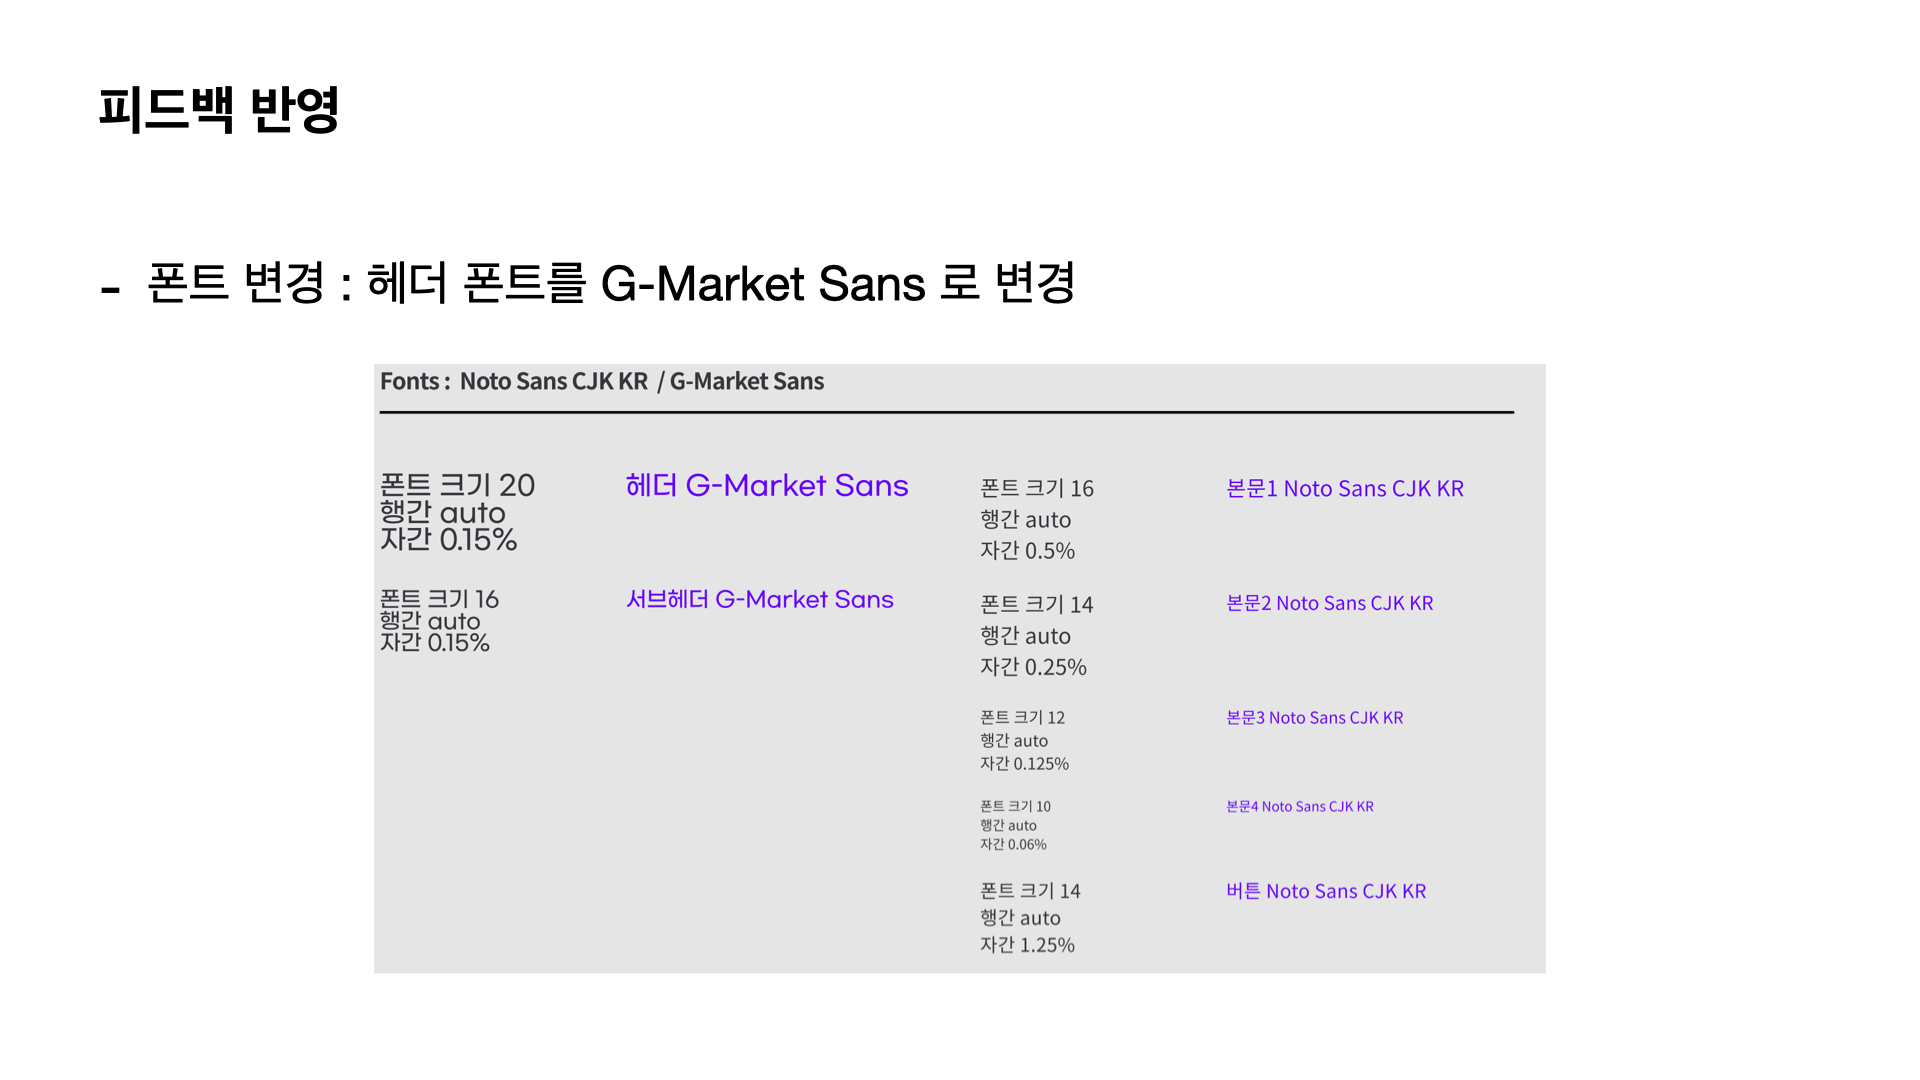 피드백 반영
- 폰트 변경 : 헤더 폰트를 G-Market Sans 로 변경
Fonts : Noto Sans CJK KR / G-Market Sans
폰트 크기 20
행간 auto
자간 0.15%
헤더 G-Market Sans
폰트 크기 16
행간 auto
자간 0.15%
서브헤더 G-Market Sans
폰트 크기 16
행간 auto
자간 0.5%
본문1 Noto Sans CJK KR
폰트 크기 14
행간 auto
자간 0.25%
본문2 Noto Sans CJK KR
폰트 크기 12
행간 auto
자간 0.125%
본문3 Noto Sans CJK KR
폰트 크기 10
행간 auto
자간 0.06%
본문4 Noto Sans CJK KR
폰트 크기 14
행간 auto
자간 1.25%
버튼 Noto Sans CJK KR